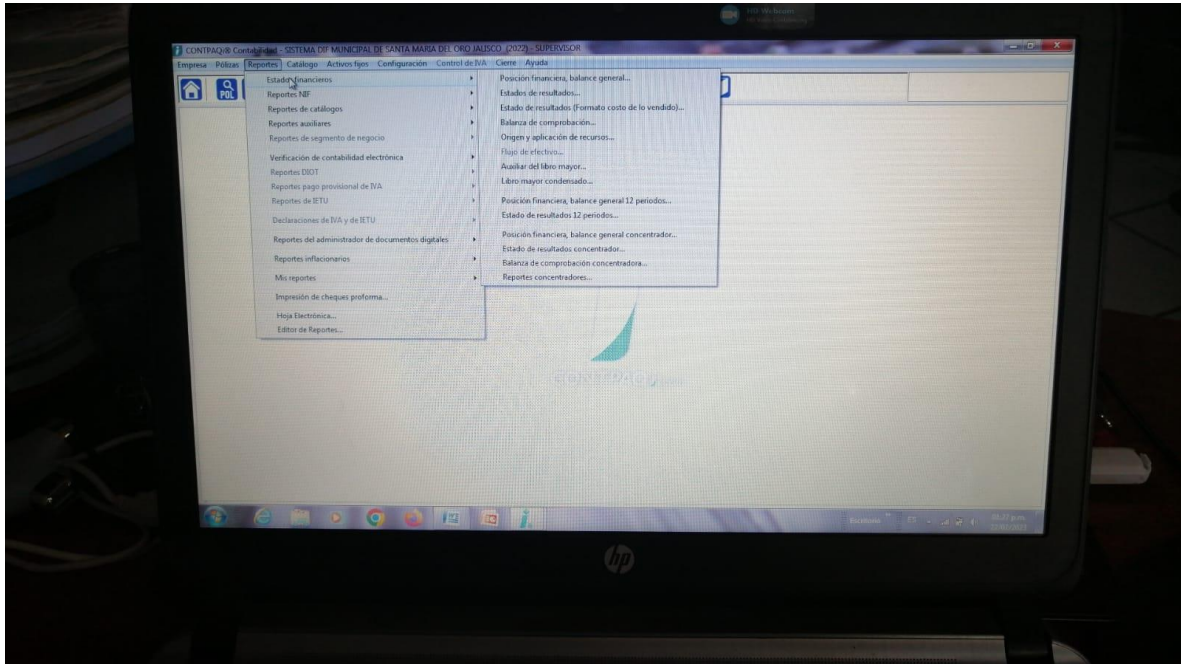 HD Webcam
CONTPAQi® Contabilidad - SISTEMA DIF MUNICIPAL DE SANTA MARIA DEL ORO JALISCO (2022) - SUPERVISOR
Empresa Pólizas Reportes Catálogo Activos fijos Configuración Control de IVA Cierre Ayuda
POL
Estados financieros
Reportes NIF
Reportes de catálogos
Reportes auxiliares
Reportes de segmento de negocio
Verificación de contabilidad electrónica
Reportes DIOT
Reportes pago provisional de IVA
Reportes de IETU
Declaraciones de IVA y de IETU
Reportes del administrador de documentos digitales
Reportes inflacionarios
Mis reportes
Impresión de cheques proforma...
Hoja Electrónica...
Editor de Reportes...
Posición financiera, balance general...
Estados de resultados...
Estado de resultados (Formato costo de lo vendido)...
Balanza de comprobación...
Origen y aplicación de recursos...
Flujo de efectivo...
Auxiliar del libro mayor...
Libro mayor condensado...
Posición financiera, balance general 12 periodos...
Estado de resultados 12 periodos...
Posición financiera, balance general concentrador...
Estado de resultados concentrador...
Balanza de comprobación concentradora...
Reportes concentradores...
CONTPAQi
Escritorio
ES
hp